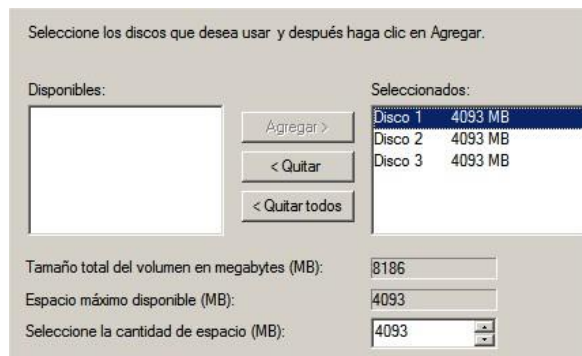 Seleccione los discos que desea usar y después haga clic en Agregar.
Disponibles:
Seleccionados:
Agregar >
< Quitar
< Quitar todos
Disco 1 4093 MB
Disco 2 4093 MB
Disco 3 4093 MB
Tamaño total del volumen en megabytes (MB): 8186
Espacio máximo disponible (MB): 4093
Seleccione la cantidad de espacio (MB): 4093